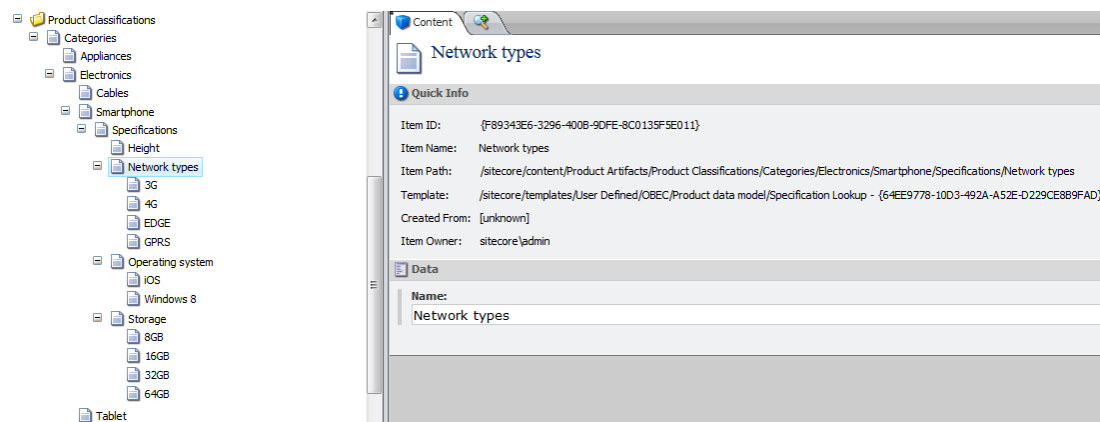 Product Classifications
Categories
Appliances
Electronics
Cables
Smartphone
Specifications
Height
Network types
3G
4G
EDGE
GPRS
Operating system
iOS
Windows 8
Storage
8GB
16GB
32GB
64GB
Tablet
Content
Network types
Quick Info
Item ID: {F89343E6-3296-400B-9DFE-8C0135F5E011}
Item Name: Network types
Item Path: /sitecore/content/Product Artifacts/Product Classifications/Categories/Electronics/Smartphone/Specifications/Network types
Template: /sitecore/templates/User Defined/OBEC/Product data model/Specification Lookup - {64EE9778-10D3-492A-A52E-D229CE8B9FAD}
Created From: [unknown]
Item Owner: sitecore\admin
Data
Name:
Network types